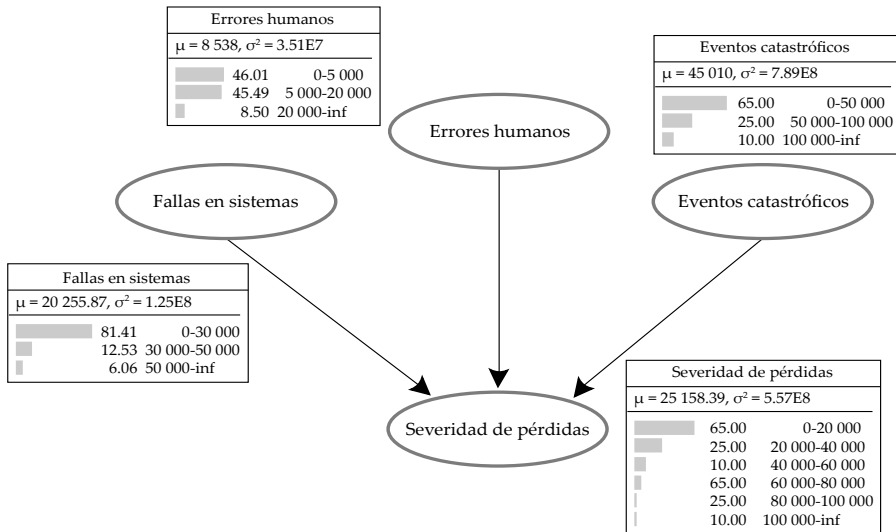 Errores humanos
μ = 8 538, σ² = 3.51E7
46.01 0-5 000
45.49 5 000-20 000
8.50 20 000-inf
Eventos catastróficos
μ = 45 010, σ² = 7.89E8
65.00 0-50 000
25.00 50 000-100 000
10.00 100 000-inf
Errores humanos
Fallas en sistemas
Eventos catastróficos
Fallas en sistemas
μ = 20 255.87, σ² = 1.25E8
81.41 0-30 000
12.53 30 000-50 000
6.06 50 000-inf
Severidad de pérdidas
Severidad de pérdidas
μ = 25 158.39, σ² = 5.57E8
65.00 0-20 000
25.00 20 000-40 000
10.00 40 000-60 000
65.00 60 000-80 000
25.00 80 000-100 000
10.00 100 000-inf